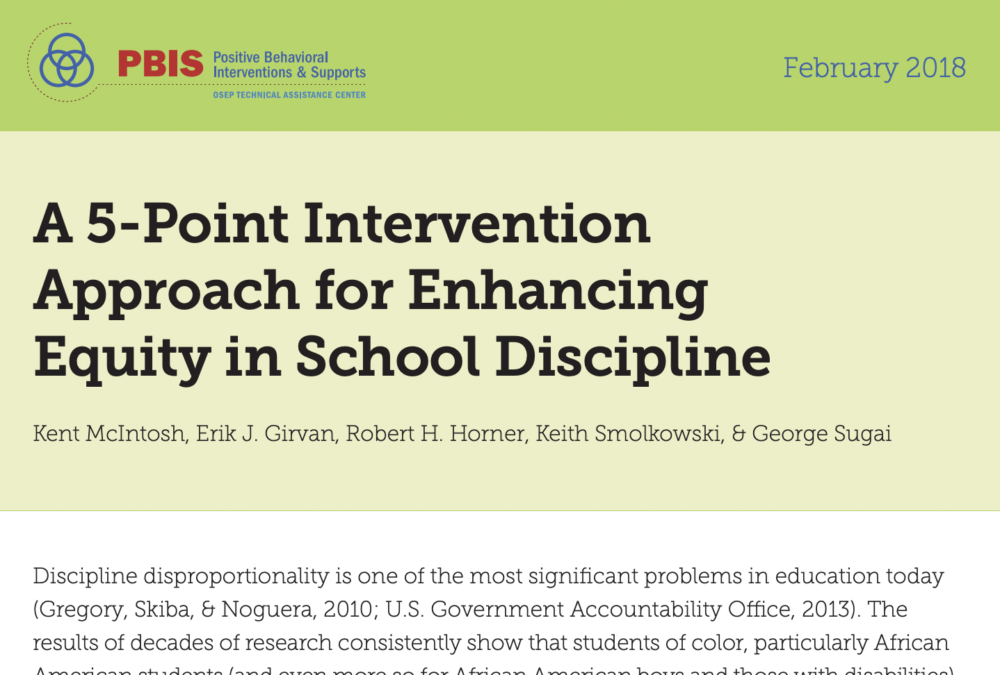 PBIS Positive Behavioral
Interventions & Supports
OSEP TECHNICAL ASSISTANCE CENTER
February 2018
A 5-Point Intervention
Approach for Enhancing
Equity in School Discipline
Kent McIntosh, Erik J. Girvan, Robert H. Horner, Keith Smolkowski, & George Sugai
Discipline disproportionality is one of the most significant problems in education today
(Gregory, Skiba, & Noguera, 2010; U.S. Government Accountability Office, 2013). The
results of decades of research consistently show that students of color, particularly African
American students (and even more so for African American boys and those with disabilities)